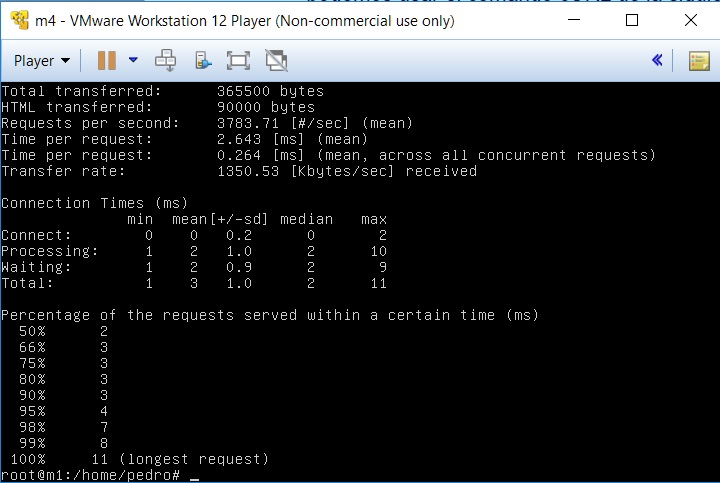 m4 - VMware Workstation 12 Player (Non-commercial use only)
Player
Total transferred: 365500 bytes
HTML transferred: 90000 bytes
Requests per second: 3783.71 [#/sec] (mean)
Time per request: 2.643 [ms] (mean)
Time per request: 0.264 [ms] (mean, across all concurrent requests)
Transfer rate: 1350.53 [Kbytes/sec] received
Connection Times (ms)
min mean[+/-sd] median max
Connect: 0 0 0.2 0 2
Processing: 1 2 1.0 2 10
Waiting: 1 2 0.9 2 9
Total: 1 3 1.0 2 11
Percentage of the requests served within a certain time (ms)
50% 2
66% 3
75% 3
80% 3
90% 3
95% 4
98% 7
99% 8
100% 11 (longest request)
root@m1:/home/pedro# _